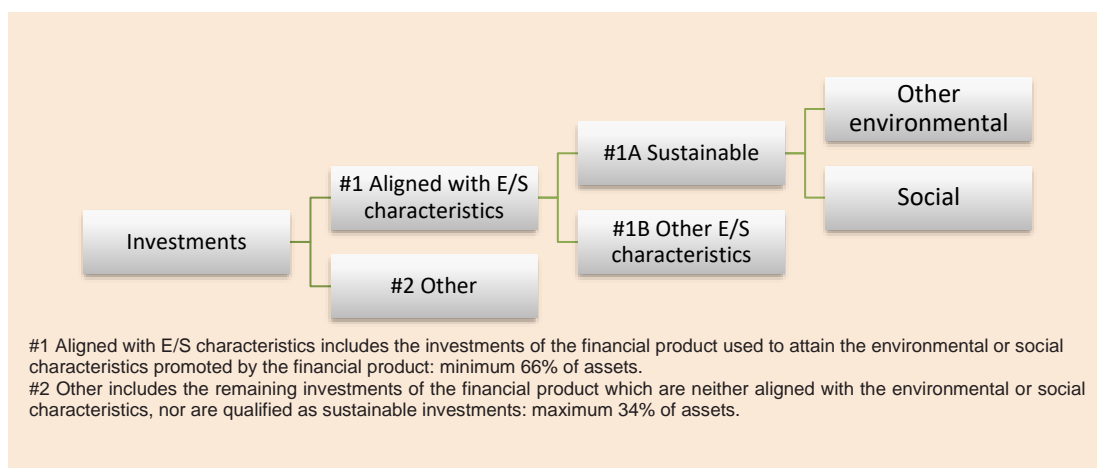 Other
environmental
#1A Sustainable
#1 Aligned with E/S
characteristics
Social
Investments
#1B Other E/S
characteristics
#2 Other
#1 Aligned with E/S characteristics includes the investments of the financial product used to attain the environmental or social
characteristics promoted by the financial product: minimum 66% of assets.
#2 Other includes the remaining investments of the financial product which are neither aligned with the environmental or social
characteristics, nor are qualified as sustainable investments: maximum 34% of assets.